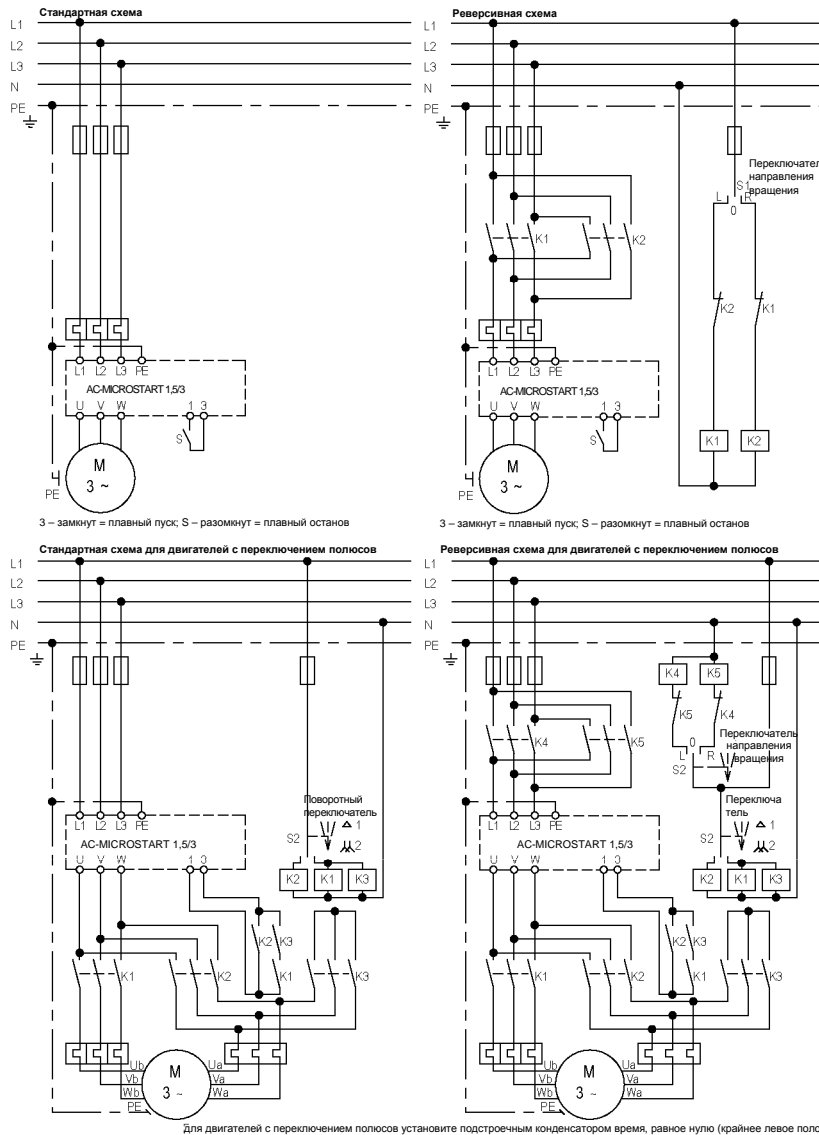 Стандартная схема
L1
L2
L3
N
PE
L1 L2 L3 PE
AC-MICROSTART 1,5/3
U V W 1 3
S
M
3 ~
PE
3 – замкнут = плавный пуск; S – разомкнут = плавный останов
Реверсивная схема
L1
L2
L3
N
PE
Переключател
направления
вращения
S1
L R
0
K1 K2
K2 K1
L1 L2 L3 PE
AC-MICROSTART 1,5/3
U V W 1 3
S
K1 K2
M
3 ~
PE
3 – замкнут = плавный пуск; S – разомкнут = плавный останов
Стандартная схема для двигателей с переключением полюсов
L1
L2
L3
N
PE
Поворотный
переключатель
L1 L2 L3 PE
AC-MICROSTART 1,5/3
U V W 1 3
S2
1
2
K2 K1 K3
K2 K3
K1 K2 K1 K3
Ub Ua
Vb Va
Wb Wa
M
3 ~
PE
Реверсивная схема для двигателей с переключением полюсов
L1
L2
L3
N
PE
K4 K5
K5 K4
K4 K5
Переключатель
направления
вращения
0
L R
S2
Переключа
тель
L1 L2 L3 PE
AC-MICROSTART 1,5/3
U V W 1 3
S2
1
2
K2 K1 K3
K2 K3
K1 K2 K1 K3
Ub Ua
Vb Va
Wb Wa
M
3 ~
PE
Для двигателей с переключением полюсов установите подстроечным конденсатором время, равное нулю (крайнее левое поло